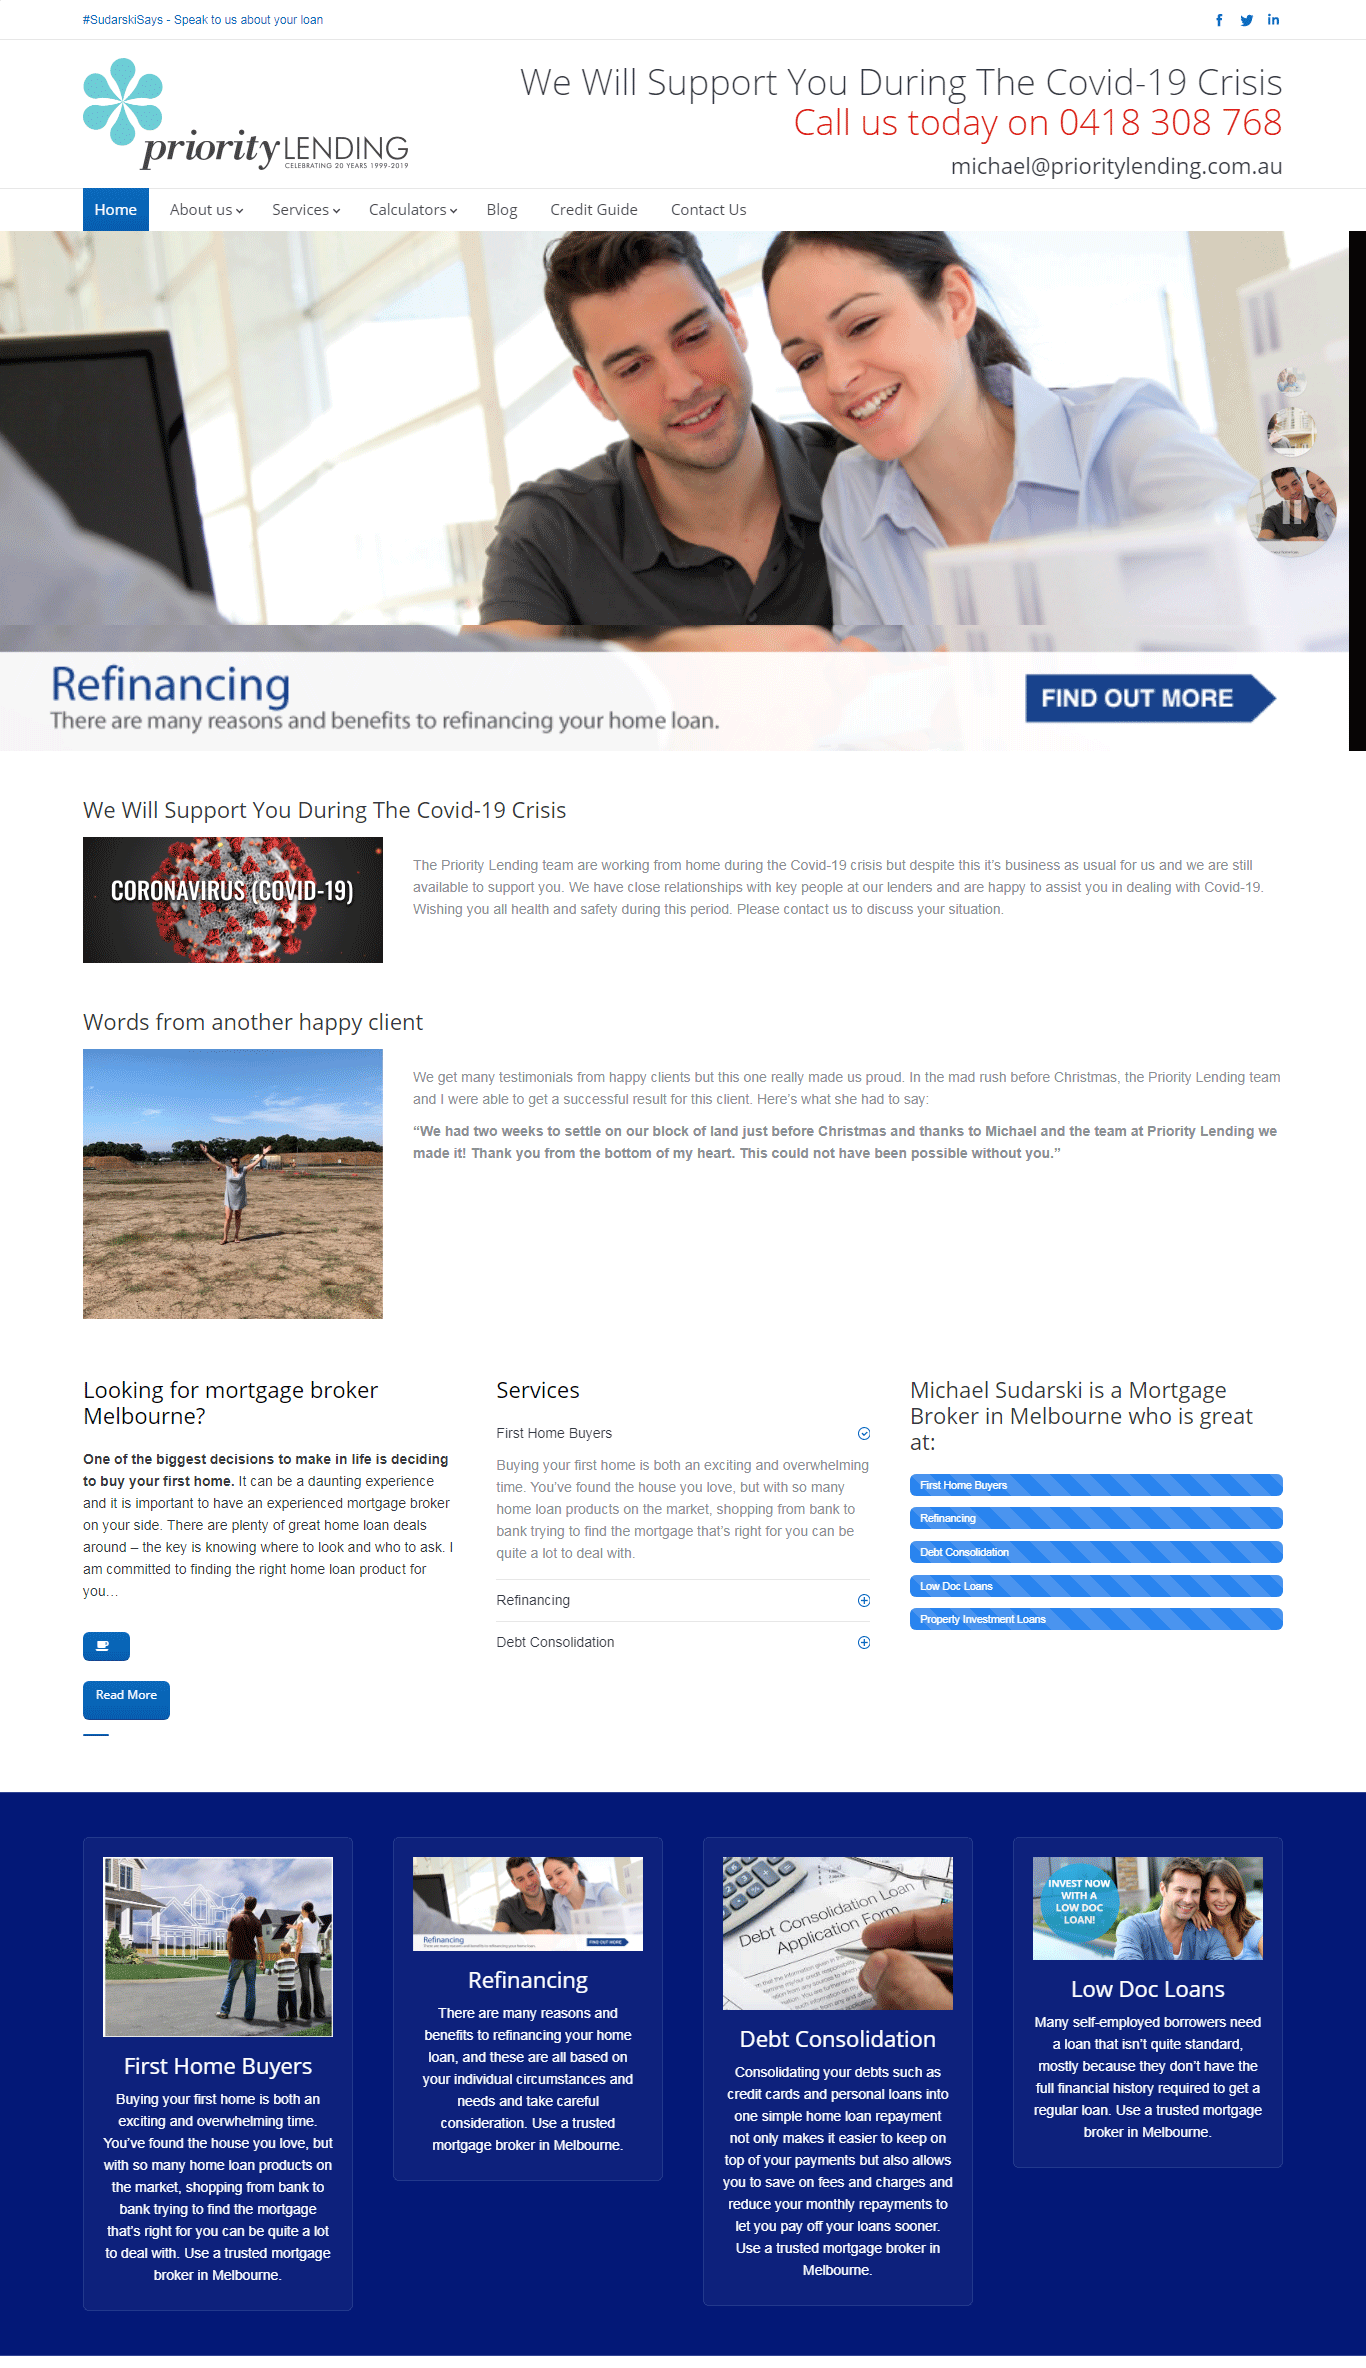 #SudarskiSays - Speak to us about your loan
We Will Support You During The Covid-19 Crisis
Call us today on 0418 308 768
michael@prioritylending.com.au
priority LENDING
CELEBRATING 20 YEARS 1999-2019
Home
About us
Services
Calculators
Blog
Credit Guide
Contact Us
Refinancing
There are many reasons and benefits to refinancing your home loan.
FIND OUT MORE
We Will Support You During The Covid-19 Crisis
CORONAVIRUS (COVID-19)
The Priority Lending team are working from home during the Covid-19 crisis but despite this it’s business as usual for us and we are still
available to support you. We have close relationships with key people at our lenders and are happy to assist you in dealing with Covid-19.
Wishing you all health and safety during this period. Please contact us to discuss your situation.
Words from another happy client
We get many testimonials from happy clients but this one really made us proud. In the mad rush before Christmas, the Priority Lending team
and I were able to get a successful result for this client. Here’s what she had to say:
“We had two weeks to settle on our block of land just before Christmas and thanks to Michael and the team at Priority Lending we
made it! Thank you from the bottom of my heart. This could not have been possible without you.”
Looking for mortgage broker
Melbourne?
One of the biggest decisions to make in life is deciding
to buy your first home. It can be a daunting experience
and it is important to have an experienced mortgage broker
on your side. There are plenty of great home loan deals
around – the key is knowing where to look and who to ask. I
am committed to finding the right home loan product for
you…
Read More
Services
First Home Buyers
Buying your first home is both an exciting and overwhelming
time. You’ve found the house you love, but with so many
home loan products on the market, shopping from bank to
bank trying to find the mortgage that’s right for you can be
quite a lot to deal with.
Refinancing
Debt Consolidation
Michael Sudarski is a Mortgage
Broker in Melbourne who is great
at:
First Home Buyers
Refinancing
Debt Consolidation
Low Doc Loans
Property Investment Loans
First Home Buyers
Buying your first home is both an
exciting and overwhelming time.
You’ve found the house you love, but
with so many home loan products on
the market, shopping from bank to
bank trying to find the mortgage
that’s right for you can be quite a lot
to deal with. Use a trusted mortgage
broker in Melbourne.
Refinancing
There are many reasons and benefits to refinancing your home loan.
FIND OUT MORE
Refinancing
There are many reasons and
benefits to refinancing your home
loan, and these are all based on
your individual circumstances and
needs and take careful
consideration. Use a trusted
mortgage broker in Melbourne.
Debt Consolidation Loan
Application Form
Debt Consolidation
Consolidating your debts such as
credit cards and personal loans into
one simple home loan repayment
not only makes it easier to keep on
top of your payments but also allows
you to save on fees and charges and
reduce your monthly repayments to
let you pay off your loans sooner.
Use a trusted mortgage broker in
Melbourne.
INVEST NOW
WITH A
LOW DOC
LOAN!
Low Doc Loans
Many self-employed borrowers need
a loan that isn’t quite standard,
mostly because they don’t have the
full financial history required to get a
regular loan. Use a trusted mortgage
broker in Melbourne.